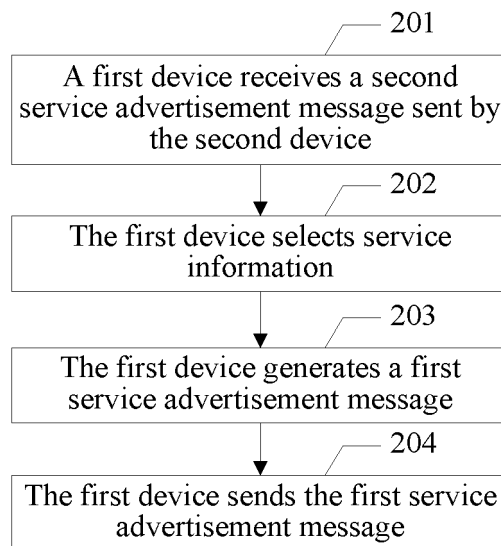 201
A first device receives a second
service advertisement message sent by
the second device
202
The first device selects service
information
203
The first device generates a first
service advertisement message
204
The first device sends the first service
advertisement message